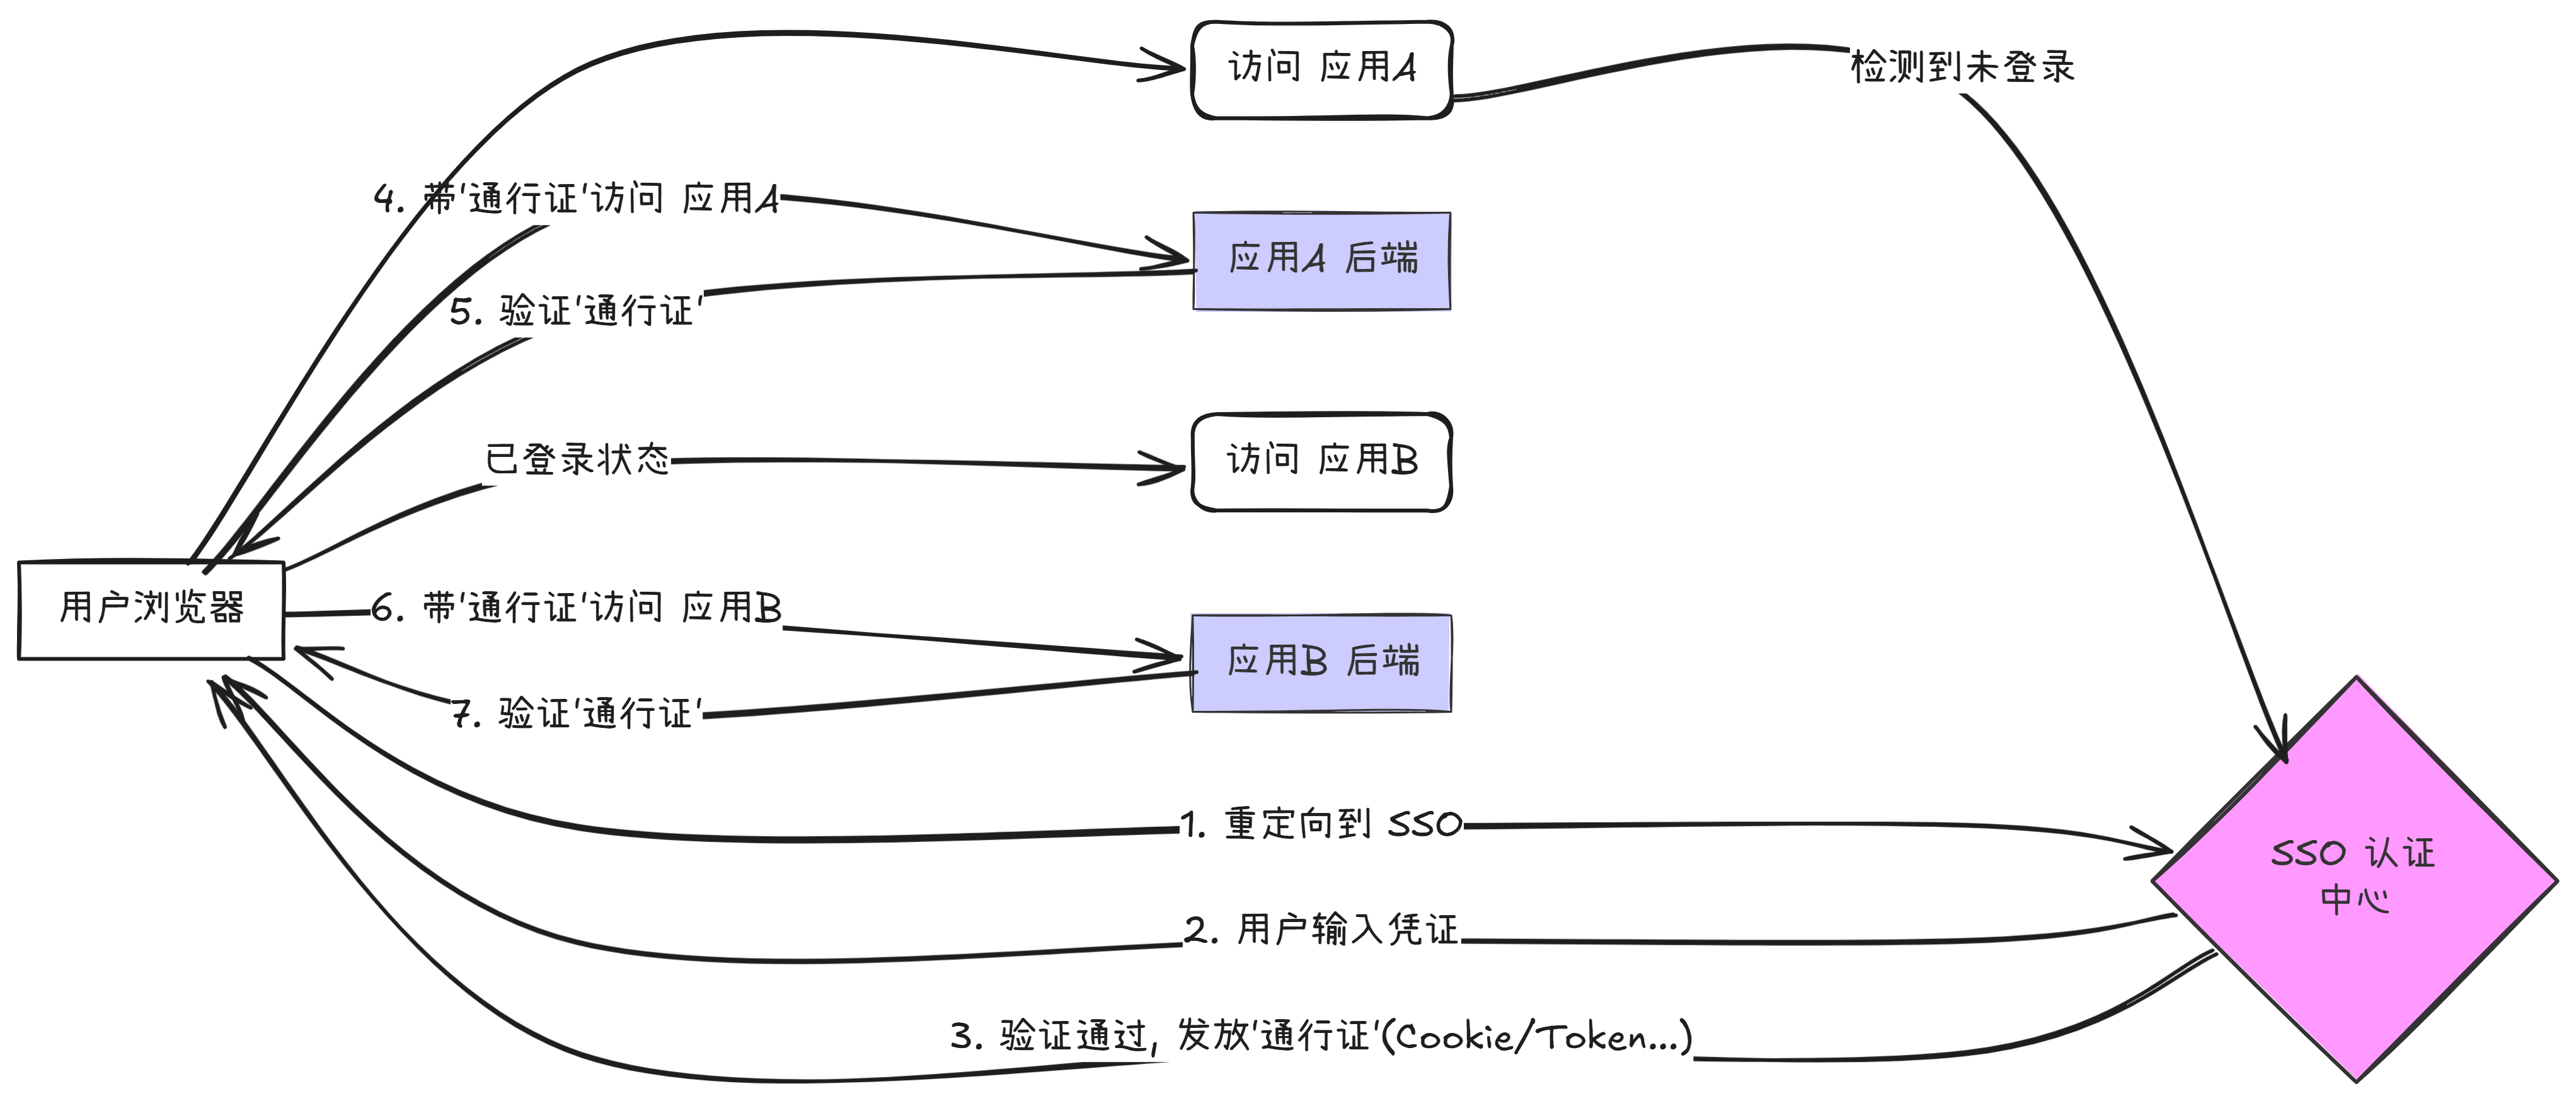 访问 应用A
检测到未登录
4. 带'通行证'访问 应用A
应用A 后端
5. 验证'通行证'
已登录状态
访问 应用B
用户浏览器
6. 带'通行证'访问 应用B
应用B 后端
7. 验证'通行证'
1. 重定向到 SSO
SSO 认证
中心
2. 用户输入凭证
3. 验证通过, 发放'通行证'(Cookie/Token...)